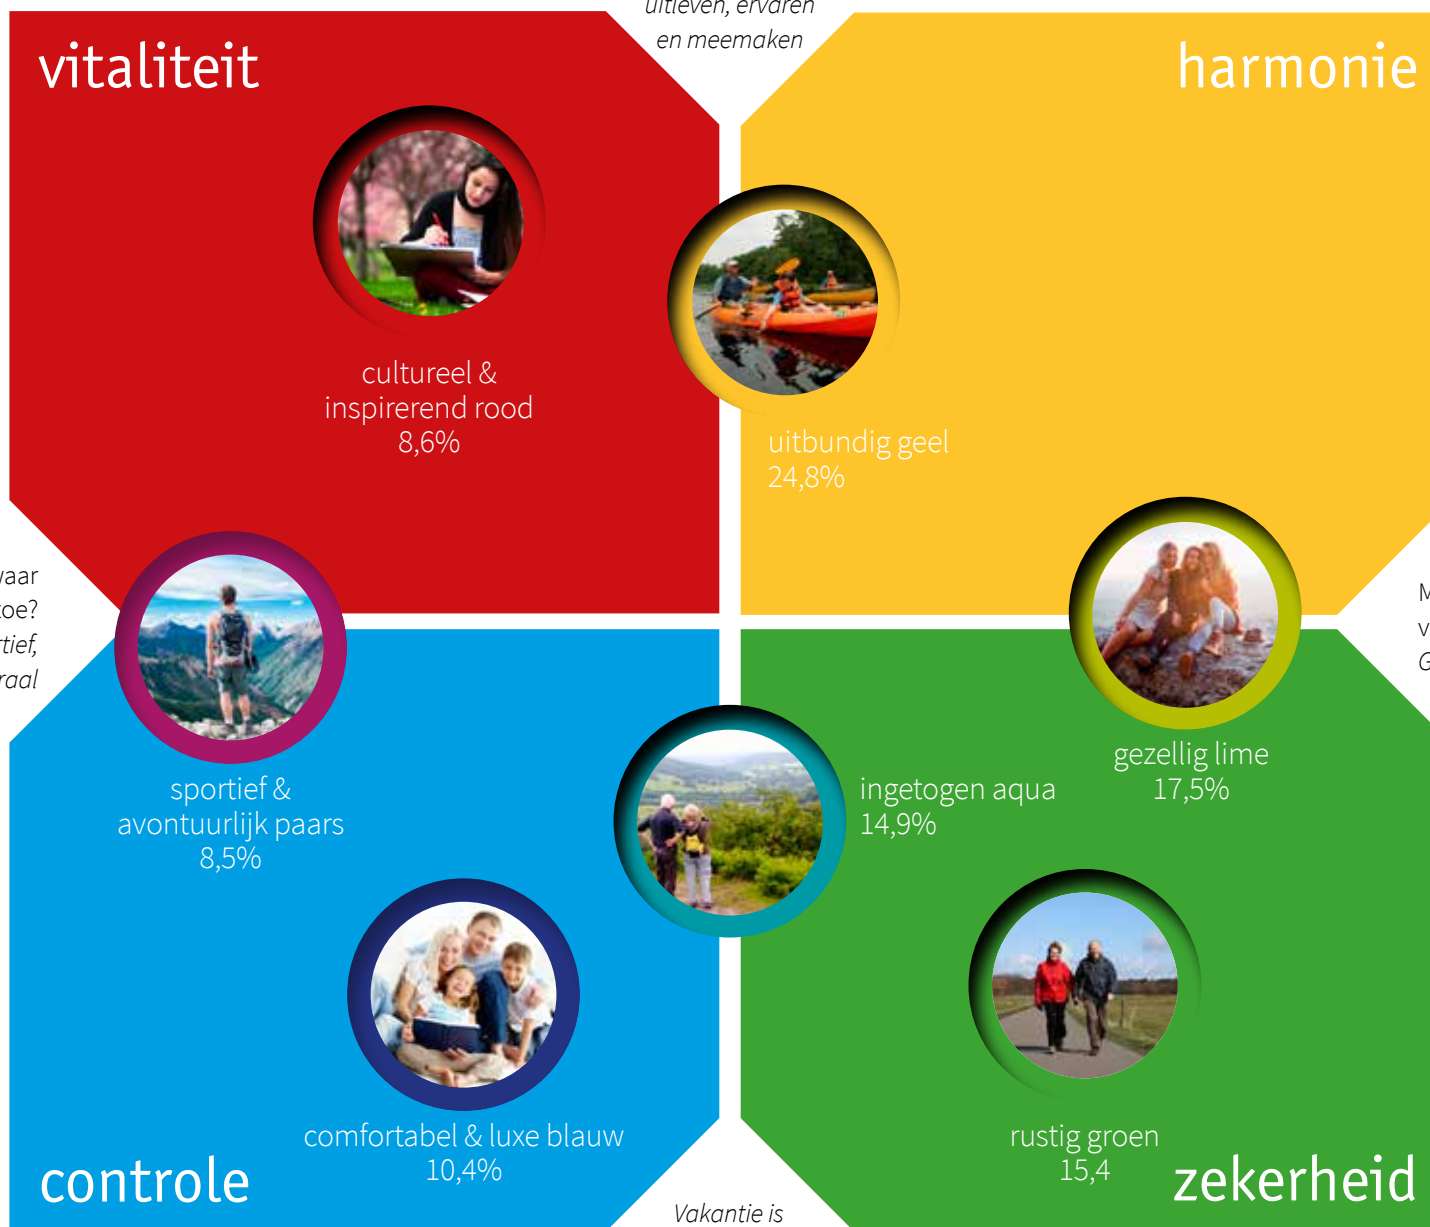 uitleven, ervaren
en meemaken
vitaliteit
harmonie
cultureel &
inspirerend rood
8,6%
uitbundig geel
24,8%
sportief &
avontuurlijk paars
8,5%
gezellig lime
17,5%
ingetogen aqua
14,9%
comfortabel & luxe blauw
10,4%
rustig groen
15,4
controle
zekerheid
Vakantie is